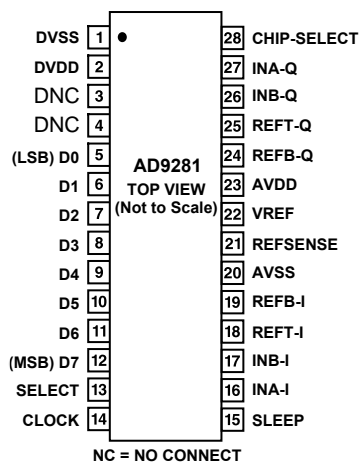 DVSS 1
DVDD 2
DNC 3
DNC 4
(LSB) D0 5
D1 6
D2 7
D3 8
D4 9
D5 10
D6 11
(MSB) D7 12
SELECT 13
CLOCK 14
AD9281
TOP VIEW
(Not to Scale)
28 CHIP-SELECT
27 INA-Q
26 INB-Q
25 REFT-Q
24 REFB-Q
23 AVDD
22 VREF
21 REFSENSE
20 AVSS
19 REFB-I
18 REFT-I
17 INB-I
16 INA-I
15 SLEEP
NC = NO CONNECT